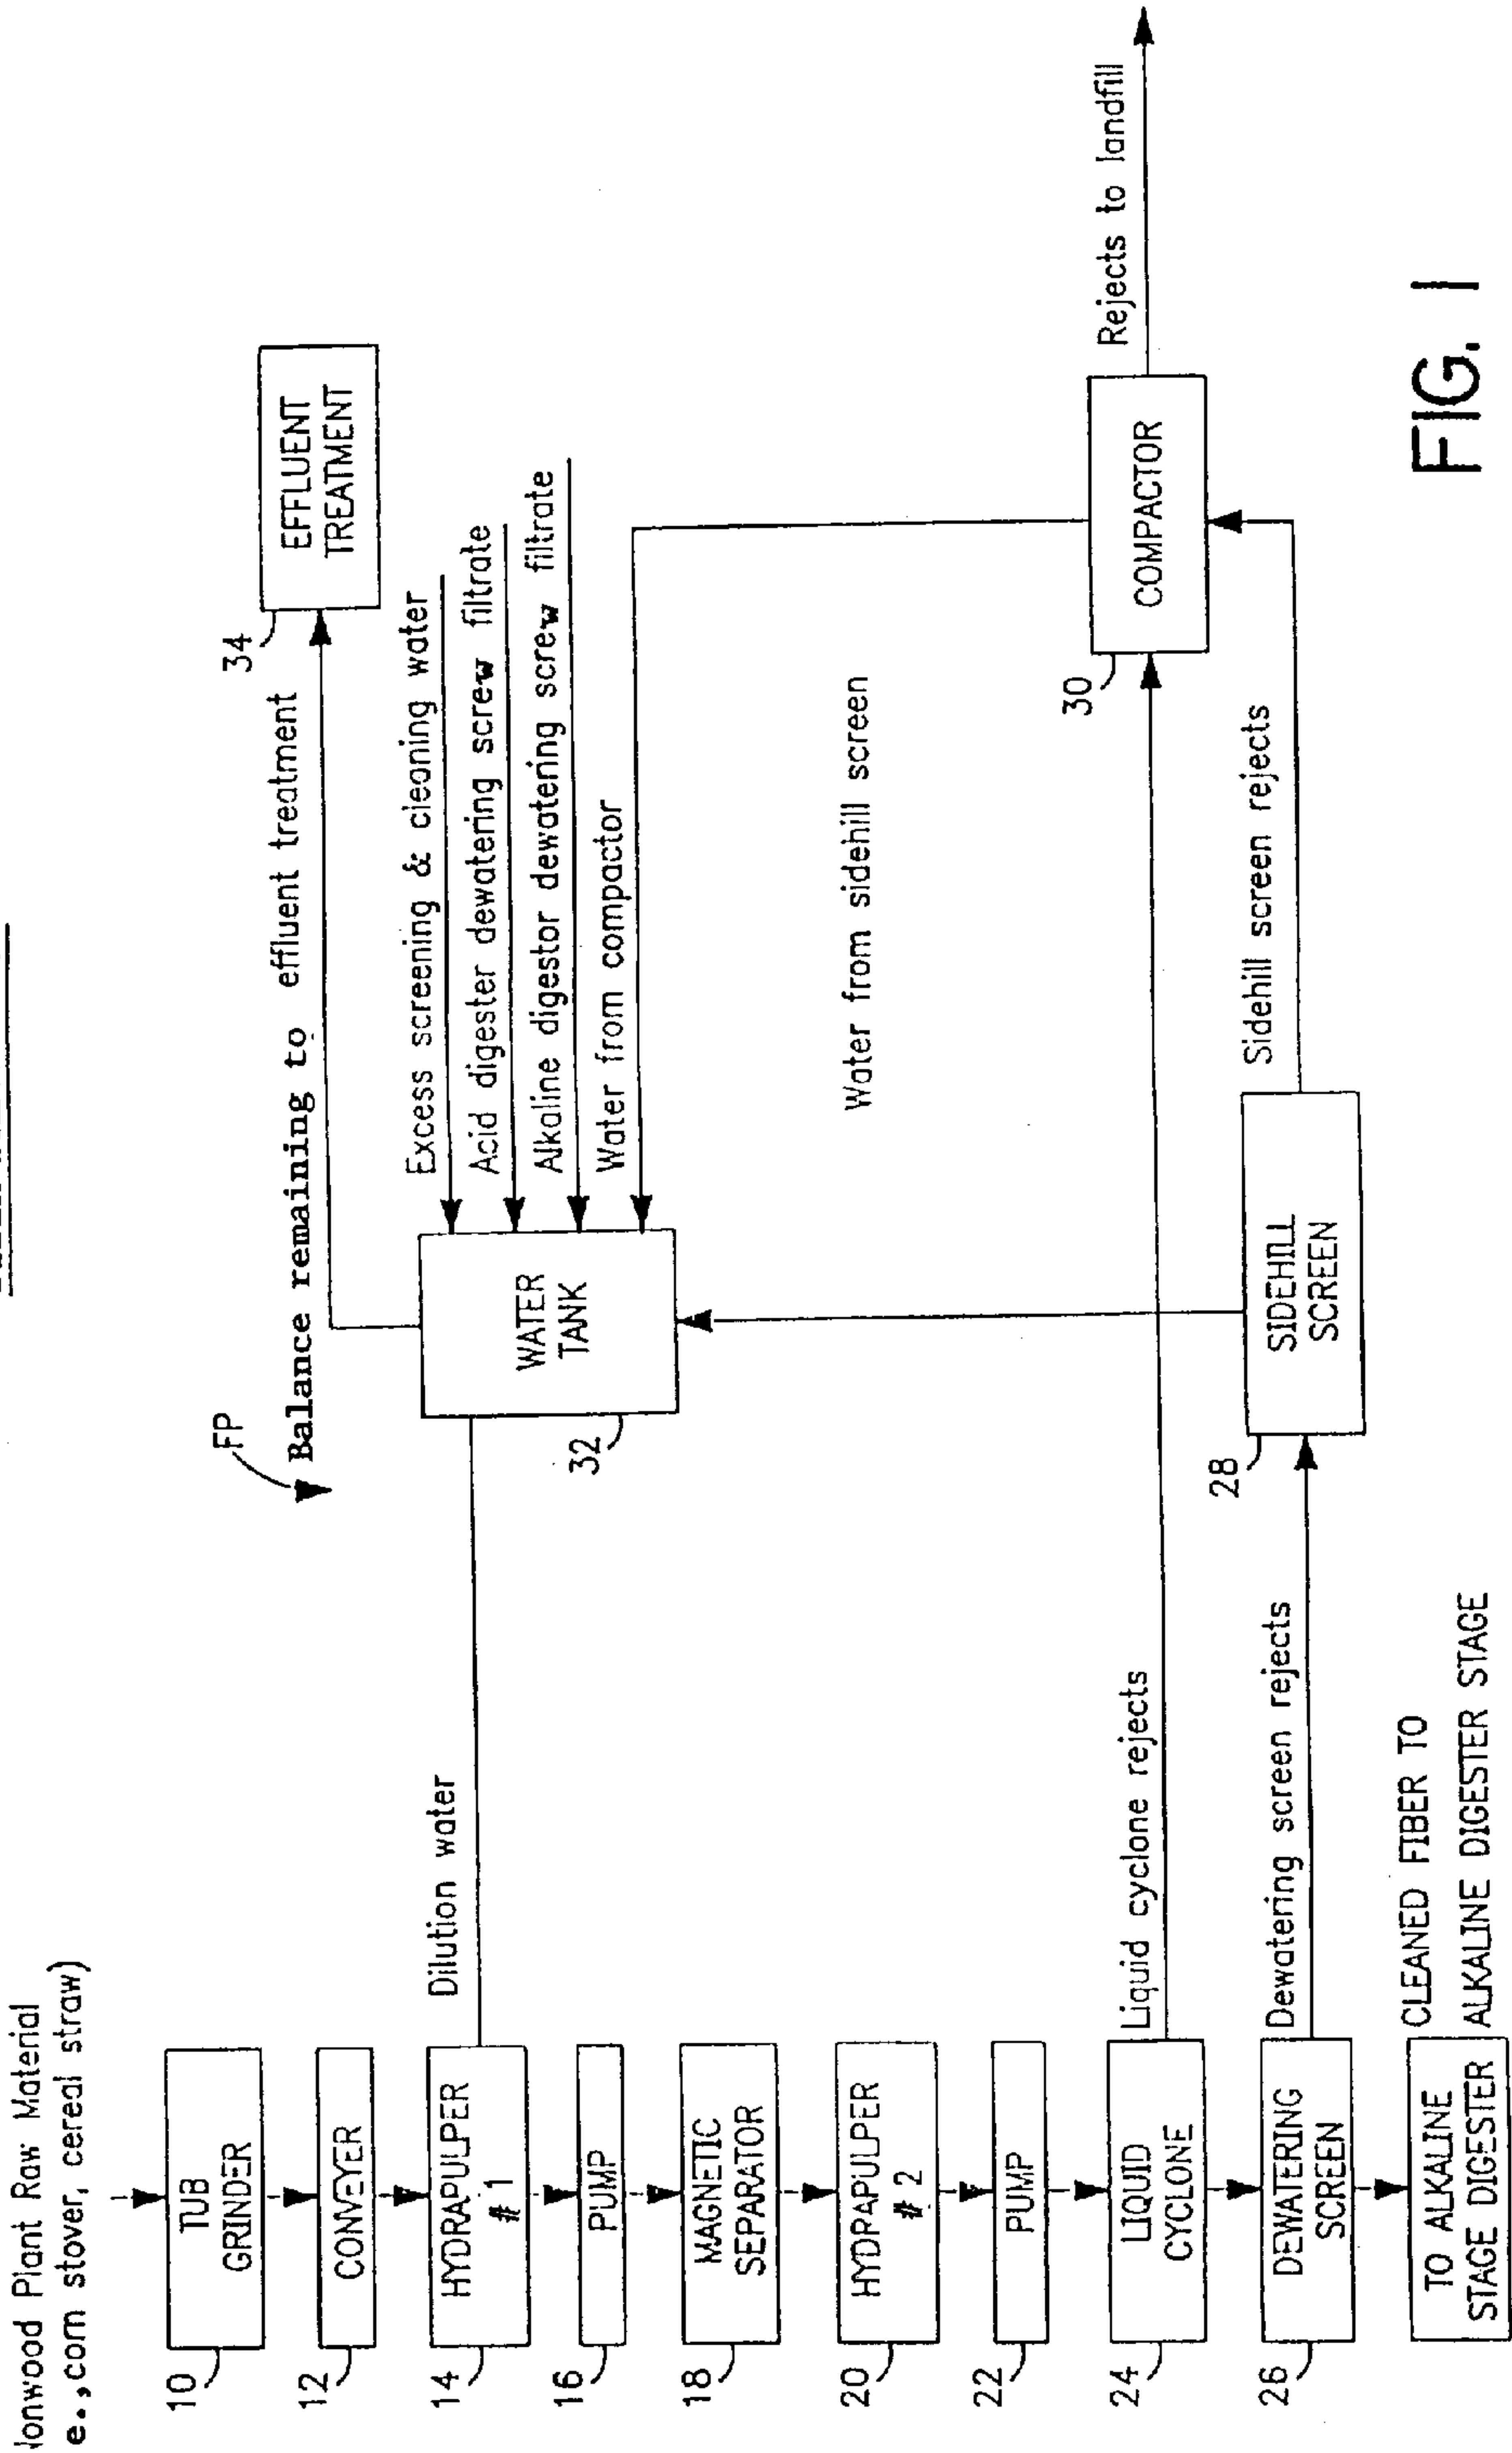 Nonwood Plant Raw Material
e.,corn stover, cereal straw)
10
TUB
GRINDER
12
CONVEYER
14
HYDRAPULPER
# 1
Dilution water
16
PUMP
18
MAGNETIC
SEPARATOR
20
HYDRAPULPER
# 2
22
PUMP
24
LIQUID
CYCLONE
Liquid cyclone rejects
26
DEWATERING
SCREEN
Dewatering screen rejects
TO ALKALINE
STAGE DIGESTER
CLEANED FIBER TO
ALKALINE DIGESTER STAGE
FP
Balance remaining to effluent treatment
34
EFFLUENT
TREATMENT
WATER
TANK
32
Excess screening & cleaning water
Acid digester dewatering screw filtrate
Alkaline digestor dewatering screw filtrate
Water from compactor
Water from sidehill screen
28
SIDEHILL
SCREEN
Sidehill screen rejects
30
COMPACTOR
Rejects to landfill
FIG. 1